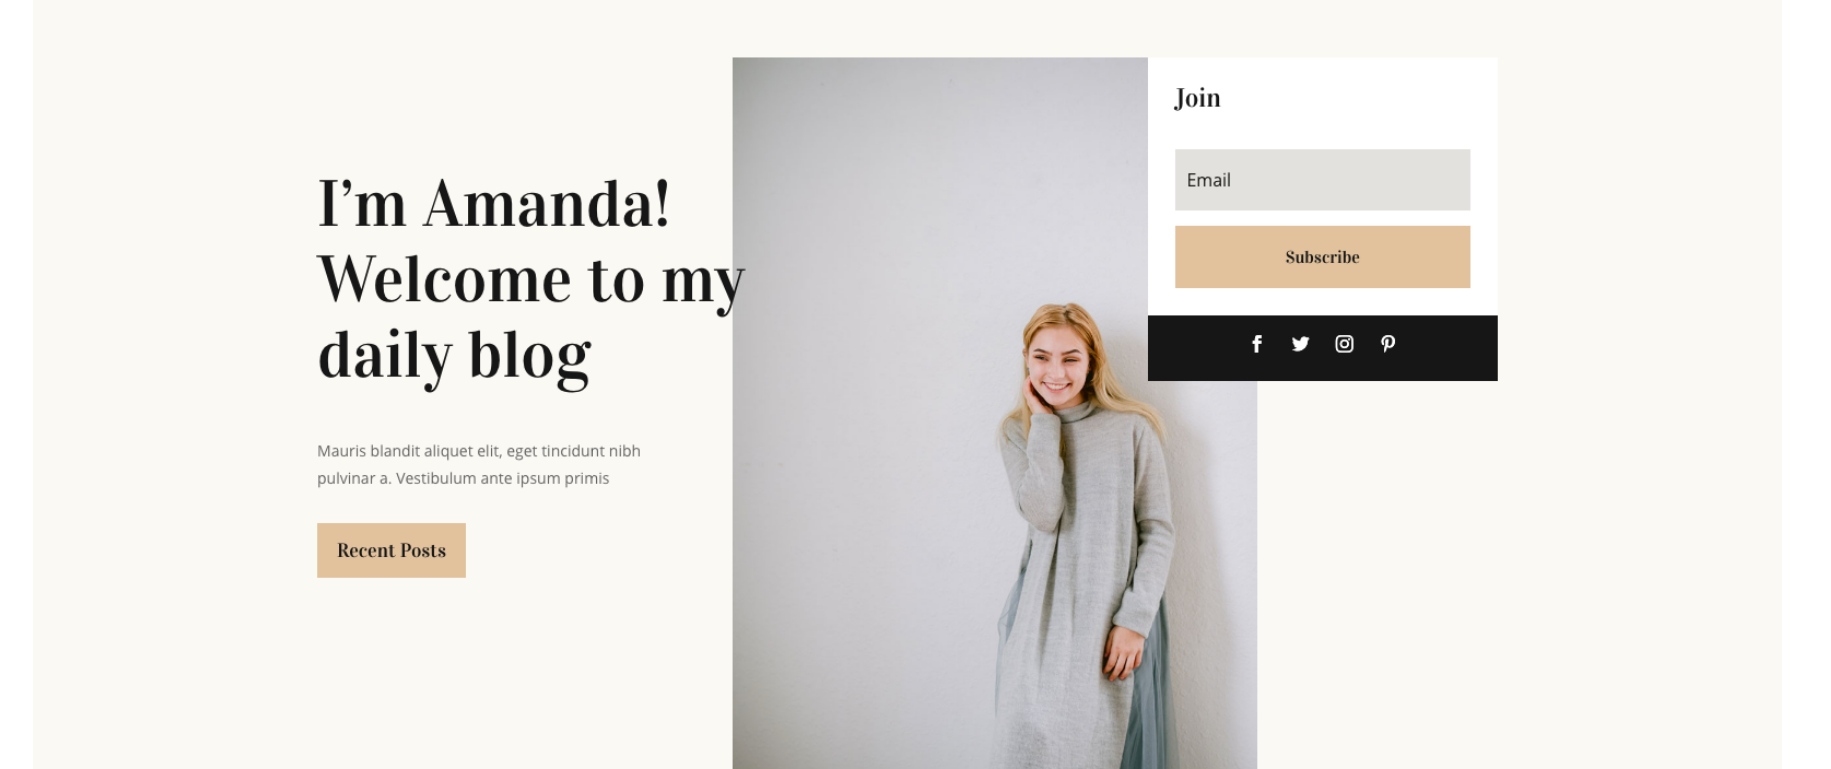 I’m Amanda!
Welcome to my
daily blog
Mauris blandit aliquet elit, eget tincidunt nibh
pulvinar a. Vestibulum ante ipsum primis
Recent Posts
Join
Email
Subscribe